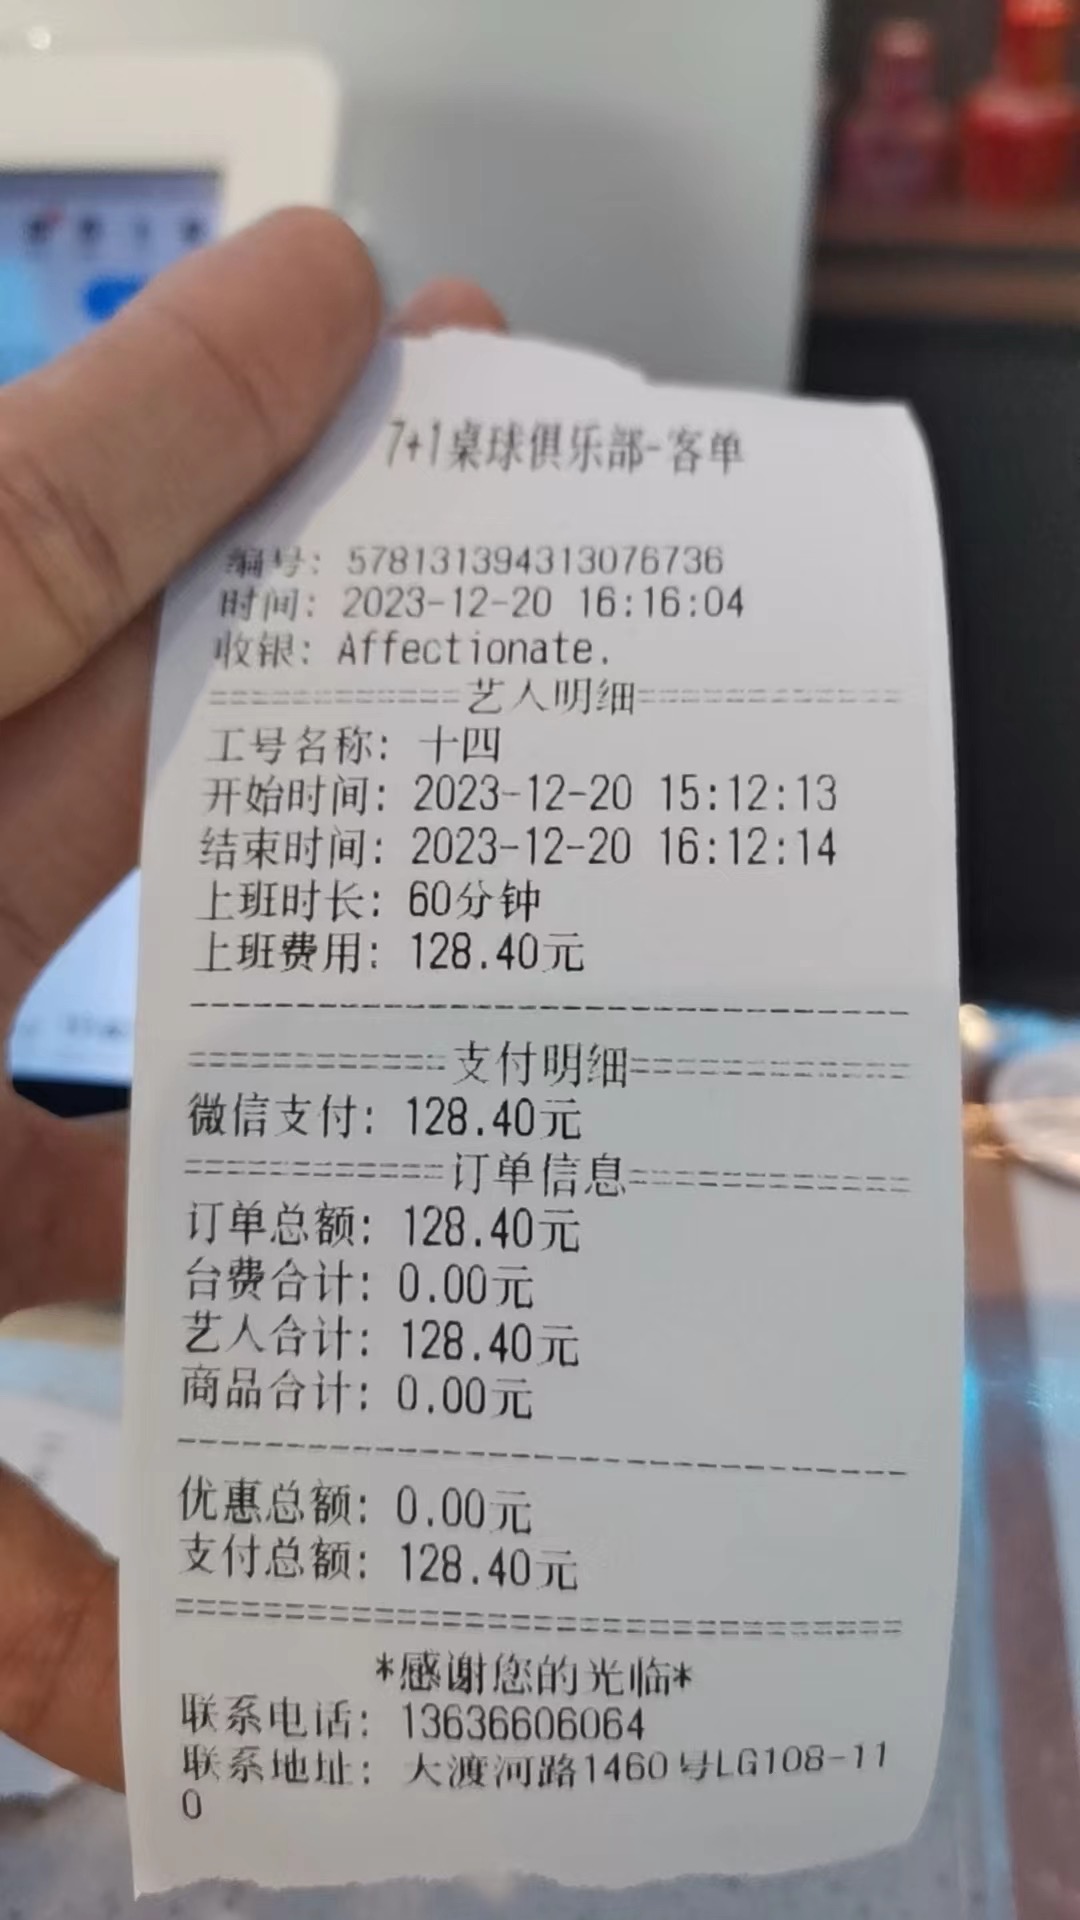 7+1桌球俱乐部-客单
编号: 578131394313076736
时间: 2023-12-20 16:16:04
收银: Affectionate.
============艺人明细============
工号名称: 十四
开始时间: 2023-12-20 15:12:13
结束时间: 2023-12-20 16:12:14
上班时长: 60分钟
上班费用: 128.40元
--------------------------------
============支付明细============
微信支付: 128.40元
============订单信息============
订单总额: 128.40元
台费合计: 0.00元
艺人合计: 128.40元
商品合计: 0.00元
--------------------------------
优惠总额: 0.00元
支付总额: 128.40元
================================
*感谢您的光临*
联系电话: 13636606064
联系地址: 大渡河路1460号LG108-11
0